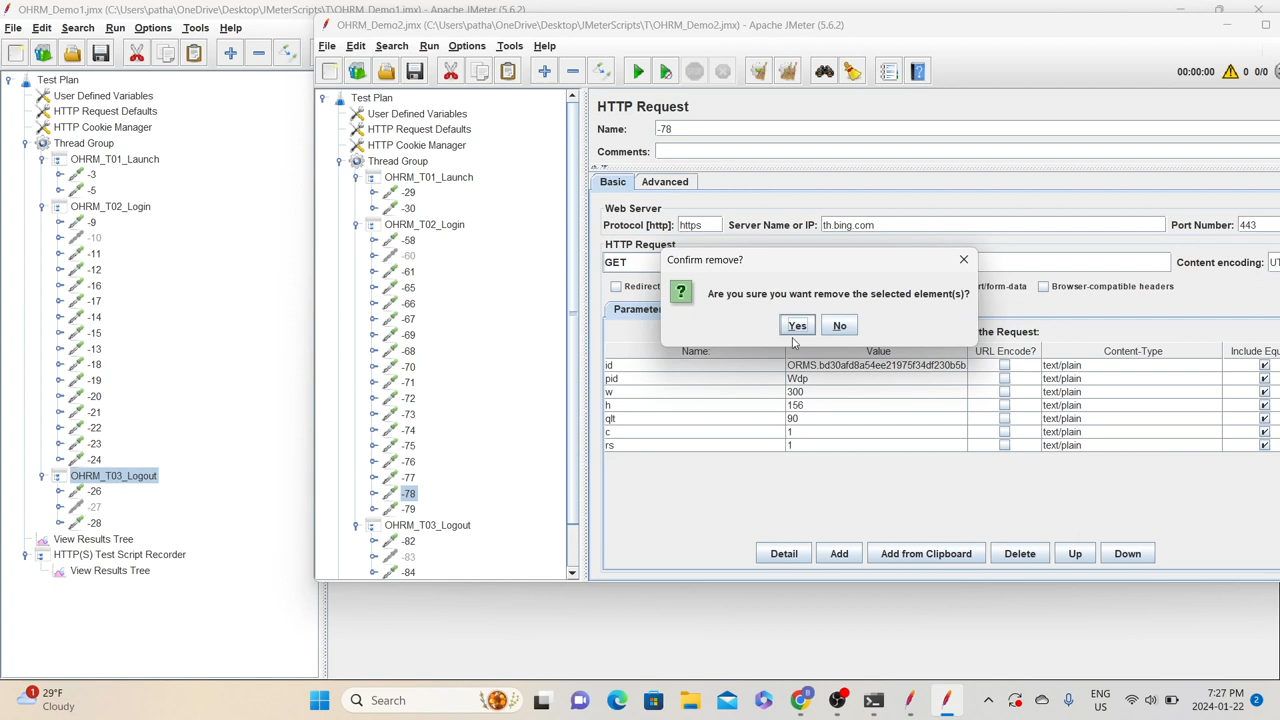 OHRM_Demo1.jmx (C:\Users\patha\OneDrive\Desktop\JMeterScripts\T\OHRM_Demo1.jmx) - Apache JMeter (5.6.2)
File Edit Search Run Options Tools Help
Test Plan
User Defined Variables
HTTP Request Defaults
HTTP Cookie Manager
Thread Group
OHRM_T01_Launch
-3
-5
OHRM_T02_Login
-9
-10
-11
-12
-16
-17
-14
-15
-13
-18
-19
-20
-21
-22
-23
-24
OHRM_T03_Logout
-26
-27
-28
View Results Tree
HTTP(S) Test Script Recorder
View Results Tree
OHRM_Demo2.jmx (C:\Users\patha\OneDrive\Desktop\JMeterScripts\T\OHRM_Demo2.jmx) - Apache JMeter (5.6.2)
File Edit Search Run Options Tools Help
00:00:00 0 0/0
Test Plan
User Defined Variables
HTTP Request Defaults
HTTP Cookie Manager
Thread Group
OHRM_T01_Launch
-29
-30
OHRM_T02_Login
-58
-60
-61
-65
-66
-67
-69
-68
-70
-71
-72
-73
-74
-75
-76
-77
-78
-79
OHRM_T03_Logout
-82
-83
-84
HTTP Request
Name: -78
Comments:
Basic Advanced
Web Server
Protocol [http]: https Server Name or IP: th.bing.com Port Number: 443
HTTP Request
GET Content encoding:
Redirect rt/form-data Browser-compatible headers
Parameter
the Request:
Name: Value URL Encode? Content-Type Include Equ
id ORMS.bd30afd8a54ee21975f34df230b5b text/plain
pid Wdp text/plain
w 300 text/plain
h 156 text/plain
qlt 90 text/plain
c 1 text/plain
rs 1 text/plain
Detail Add Add from Clipboard Delete Up Down
Confirm remove?
Are you sure you want remove the selected element(s)?
Yes No
1 29°F
Cloudy
Search
ENG
US
7:27 PM
2024-01-22
2